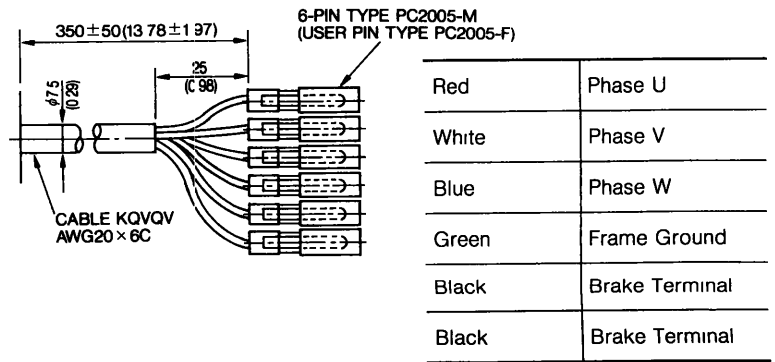 6-PIN TYPE PC2005-M
(USER PIN TYPE PC2005-F)
350±50(13 78±1 97)
25
(0 98)
φ7 5
(0 29)
CABLE KQVQV
AWG20×6C
Red Phase U
White Phase V
Blue Phase W
Green Frame Ground
Black Brake Terminal
Black Brake Terminal